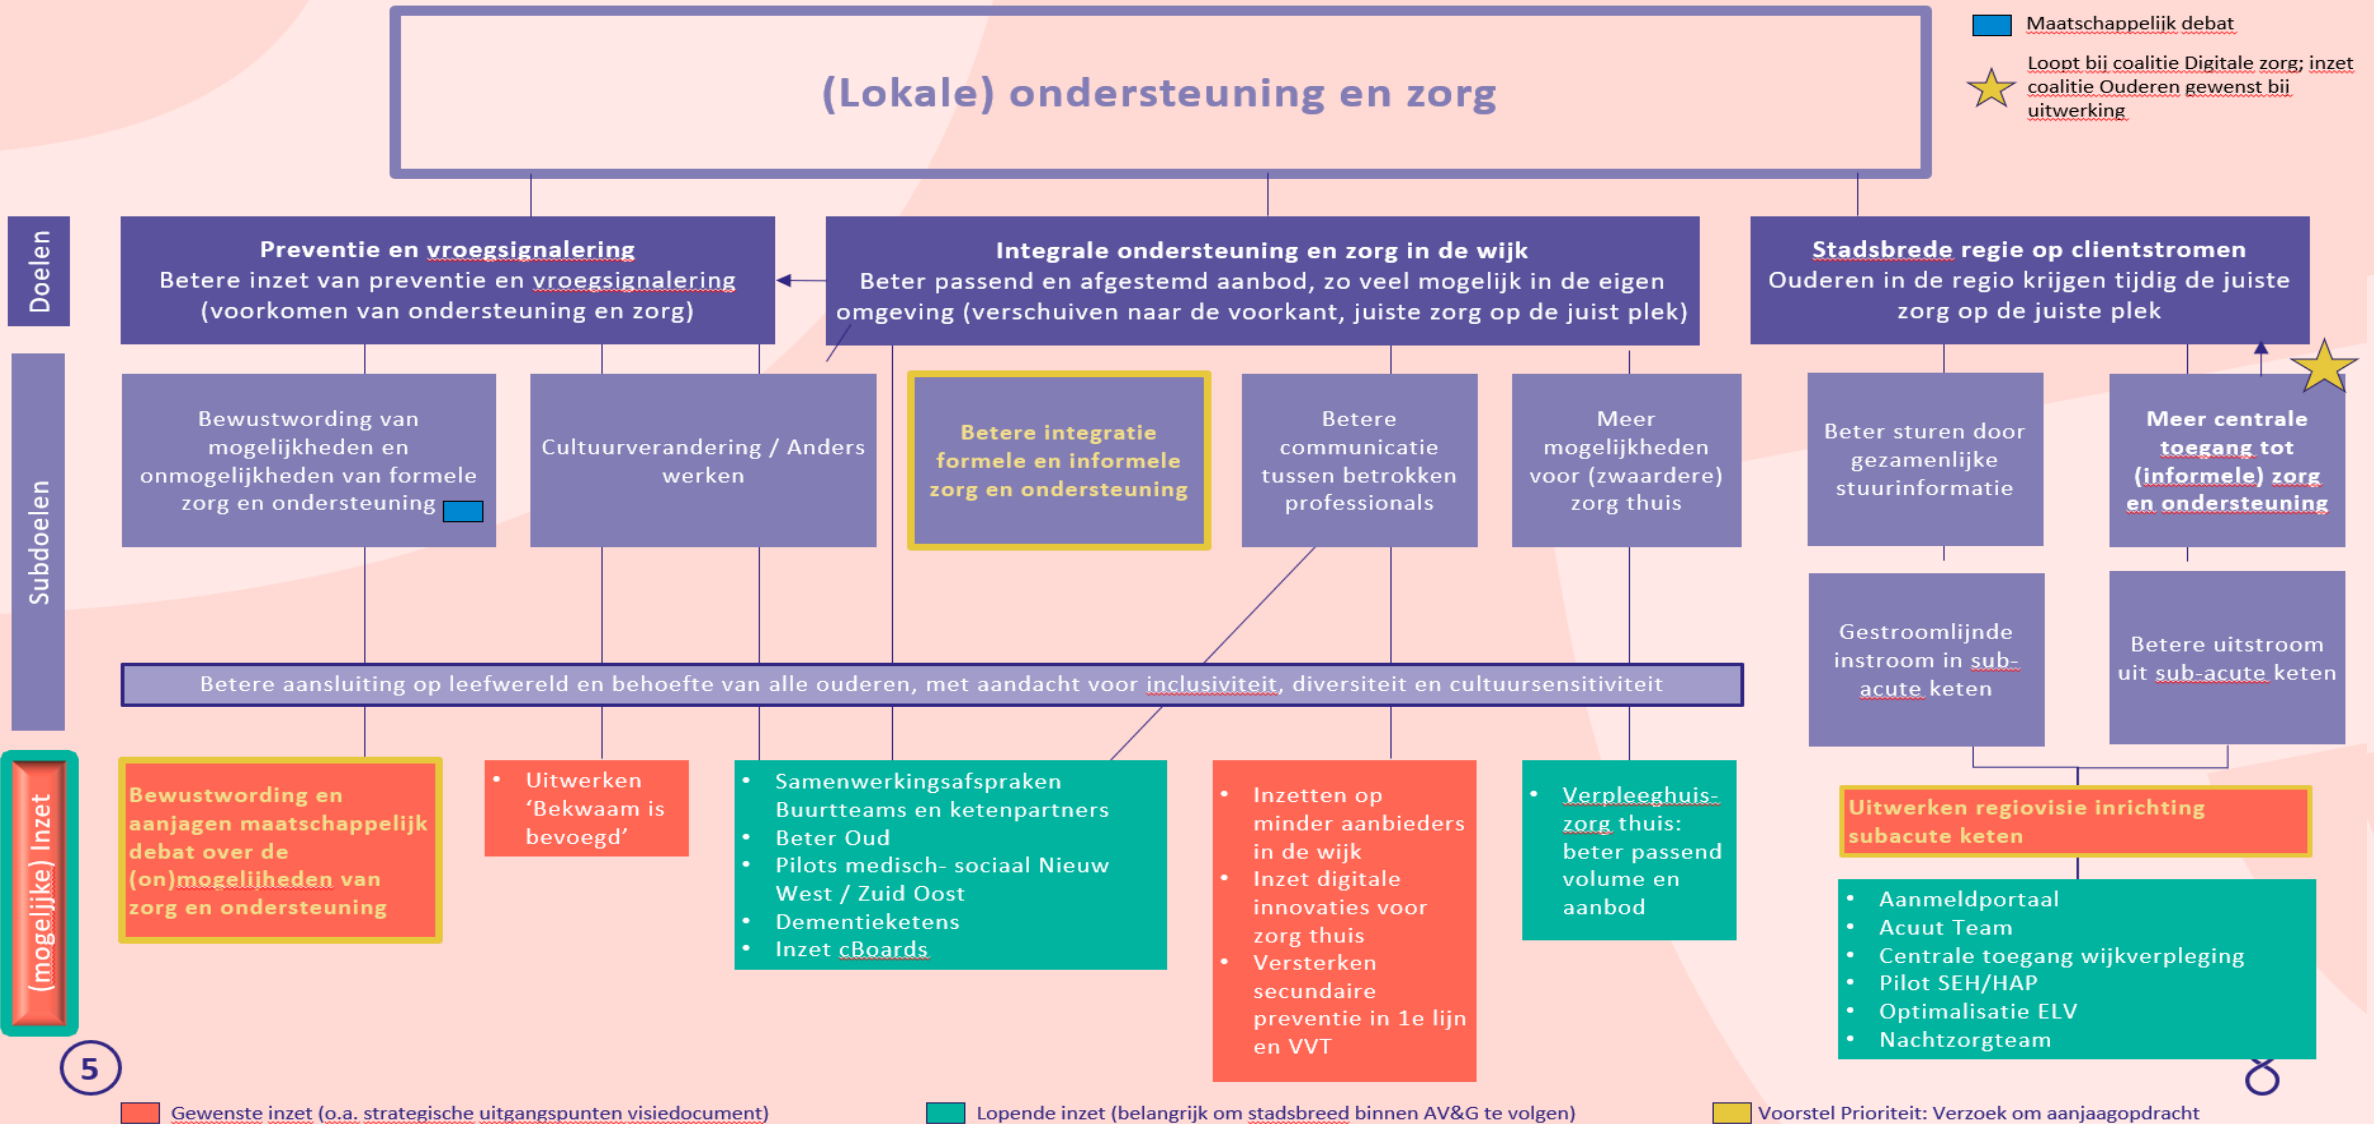 (Lokale) ondersteuning en zorg
Maatschappelijk debat
Loopt bij coalitie Digitale zorg; inzet
coalitie Ouderen gewenst bij
uitwerking
Doelen
Preventie en vroegsignalering
Betere inzet van preventie en vroegsignalering
(voorkomen van ondersteuning en zorg)
Integrale ondersteuning en zorg in de wijk
Beter passend en afgestemd aanbod, zo veel mogelijk in de eigen
omgeving (verschuiven naar de voorkant, juiste zorg op de juist plek)
Stadsbrede regie op clientstromen
Ouderen in de regio krijgen tijdig de juiste
zorg op de juiste plek
Subdoelen
Bewustwording van
mogelijkheden en
onmogelijkheden van formele
zorg en ondersteuning
Cultuurverandering / Anders
werken
Betere integratie
formele en informele
zorg en ondersteuning
Betere
communicatie
tussen betrokken
professionals
Meer
mogelijkheden
voor (zwaardere)
zorg thuis
Beter sturen door
gezamenlijke
stuurinformatie
Meer centrale
toegang tot
(informele) zorg
en ondersteuning
Gestroomlijnde
instroom in sub-
acute keten
Betere uitstroom
uit sub-acute keten
Betere aansluiting op leefwereld en behoefte van alle ouderen, met aandacht voor inclusiviteit, diversiteit en cultuursensitiviteit
(mogelijke) Inzet
Bewustwording en
aanjagen maatschappelijk
debat over de
(on)mogelijheden van
zorg en ondersteuning
• Uitwerken
‘Bekwaam is
bevoegd’
• Samenwerkingsafspraken
Buurtteams en ketenpartners
• Beter Oud
• Pilots medisch- sociaal Nieuw
West / Zuid Oost
• Dementieketens
• Inzet cBoards
• Inzetten op
minder aanbieders
in de wijk
• Inzet digitale
innovaties voor
zorg thuis
• Versterken
secundaire
preventie in 1e lijn
en VVT
• Verpleeghuis-
zorg thuis:
beter passend
volume en
aanbod
Uitwerken regiovisie inrichting
subacute keten
• Aanmeldportaal
• Acuut Team
• Centrale toegang wijkverpleging
• Pilot SEH/HAP
• Optimalisatie ELV
• Nachtzorgteam
5
8
Gewenste inzet (o.a. strategische uitgangspunten visiedocument)
Lopende inzet (belangrijk om stadsbreed binnen AV&G te volgen)
Voorstel Prioriteit: Verzoek om aanjaagopdracht